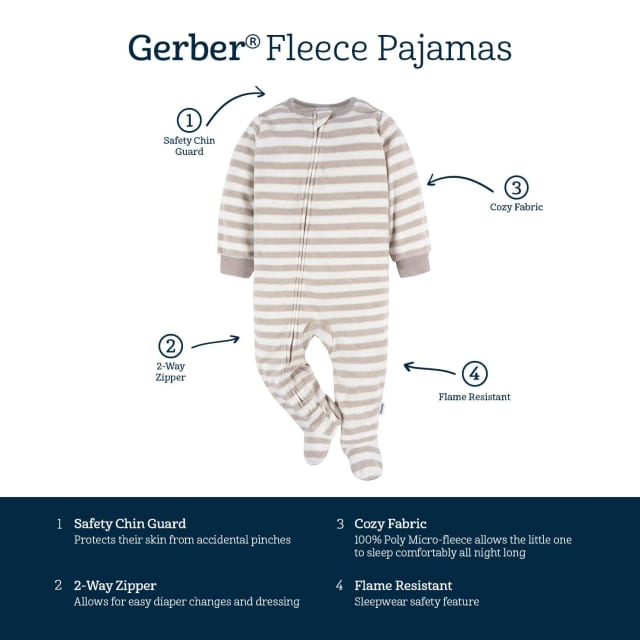 Gerber® Fleece Pajamas
1
Safety Chin
Guard
3
Cozy Fabric
2
2-Way
Zipper
4
Flame Resistant
1 Safety Chin Guard
Protects their skin from accidental pinches
2 2-Way Zipper
Allows for easy diaper changes and dressing
3 Cozy Fabric
100% Poly Micro-fleece allows the little one
to sleep comfortably all night long
4 Flame Resistant
Sleepwear safety feature